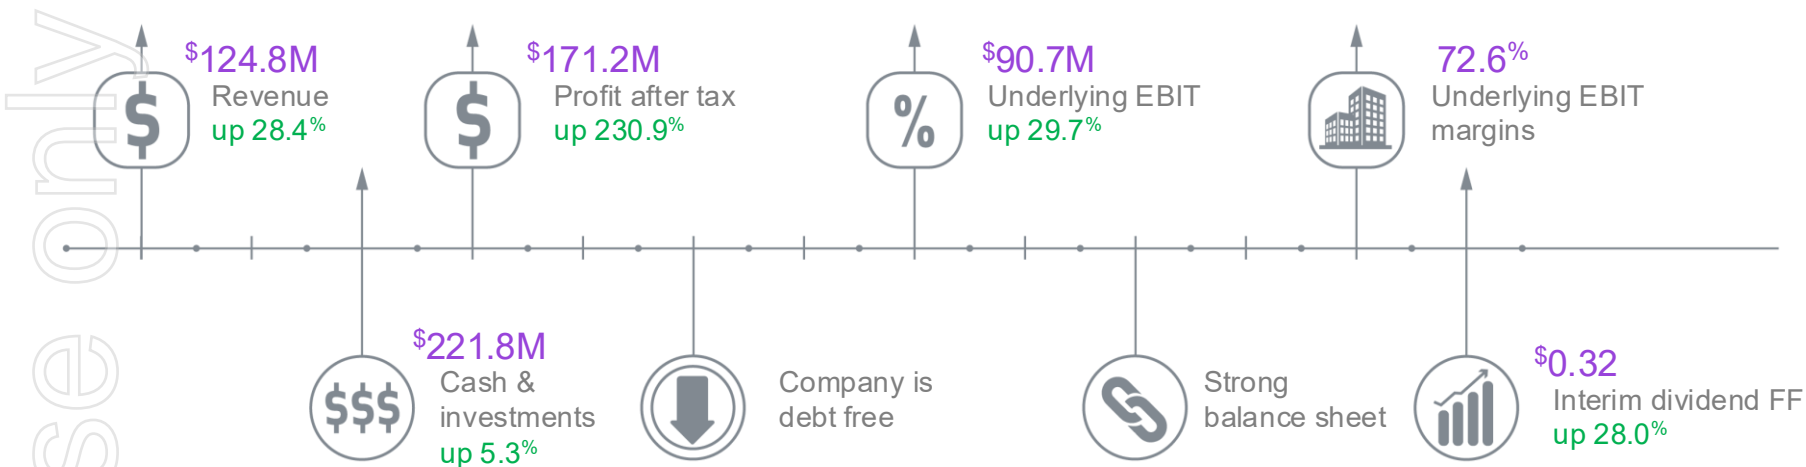 $124.8M
Revenue
up 28.4%
$171.2M
Profit after tax
up 230.9%
$90.7M
Underlying EBIT
up 29.7%
72.6%
Underlying EBIT
margins
$221.8M
Cash &
investments
up 5.3%
Company is
debt free
Strong
balance sheet
$0.32
Interim dividend FF
up 28.0%
$
$
%
$$$
se only